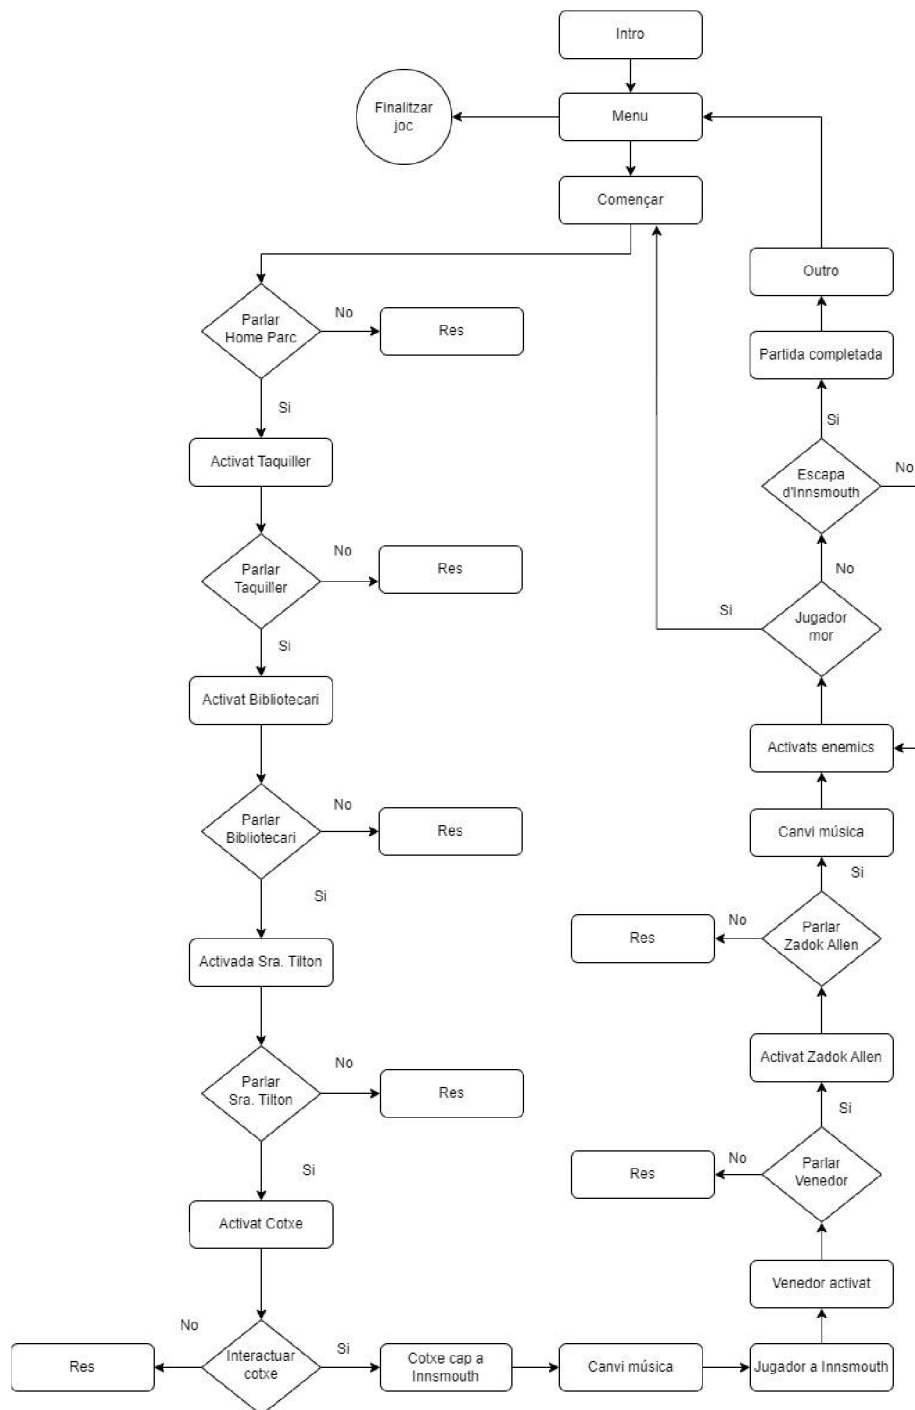 Intro
Finalitzar
joc
Menu
Començar
Outro
Parlar
Home Parc
No
Res
Partida completada
Si
Si
Activat Taquiller
Escapa
d'Innsmouth
No
Parlar
Taquiller
No
Res
No
Si
Jugador
mor
Si
Activat Bibliotecari
Activats enemics
Parlar
Bibliotecari
No
Res
Canvi música
Si
Si
Res
No
Parlar
Zadok Allen
Activada Sra. Tilton
Activat Zadok Allen
Parlar
Sra. Tilton
No
Res
Si
Si
Res
No
Parlar
Venedor
Activat Cotxe
Venedor activat
Res
No
Interactuar
cotxe
Si
Cotxe cap a
Innsmouth
Canvi música
Jugador a Innsmouth